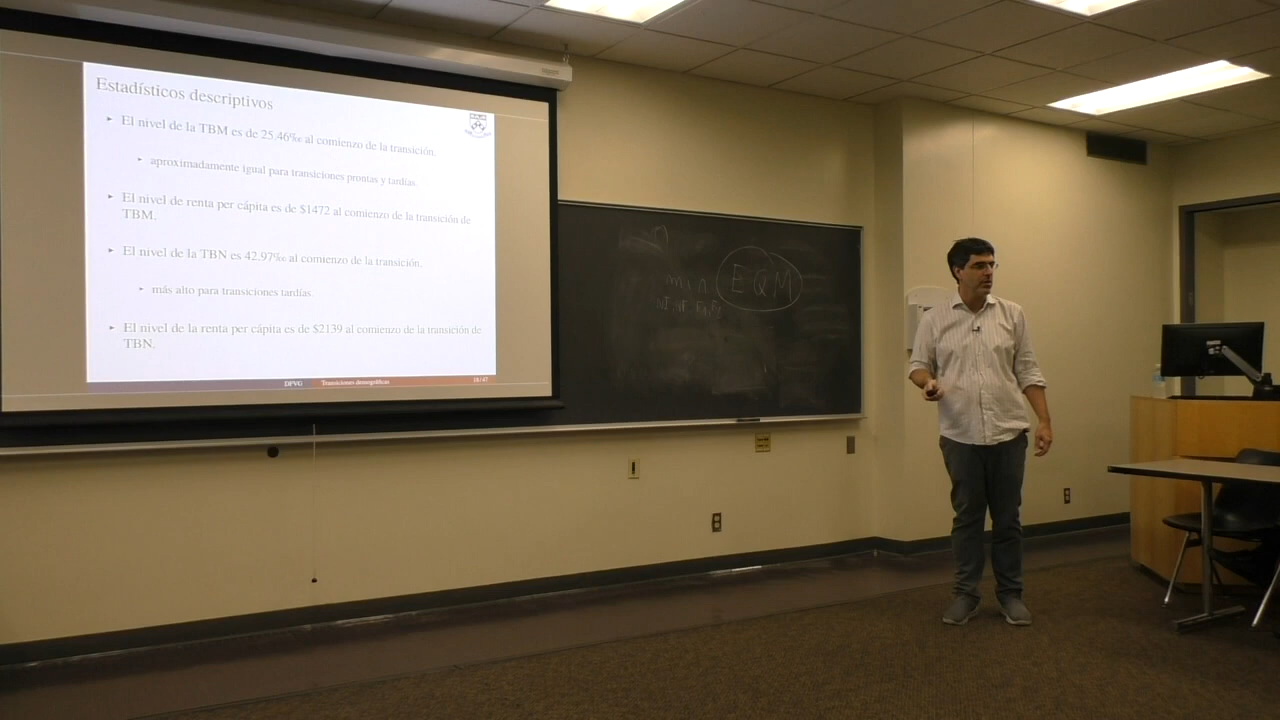 Estadísticos descriptivos
El nivel de la TBM es de 25.46‰ al comienzo de la transición.
aproximadamente igual para transiciones prontas y tardías.
El nivel de renta per cápita es de $1472 al comienzo de la transición de
TBM.
El nivel de la TBN es 42.97‰ al comienzo de la transición.
más alto para transiciones tardías.
El nivel de la renta per cápita es de $2139 al comienzo de la transición de
TBN.
DPVG Transiciones demográficas 18/47
min EQM